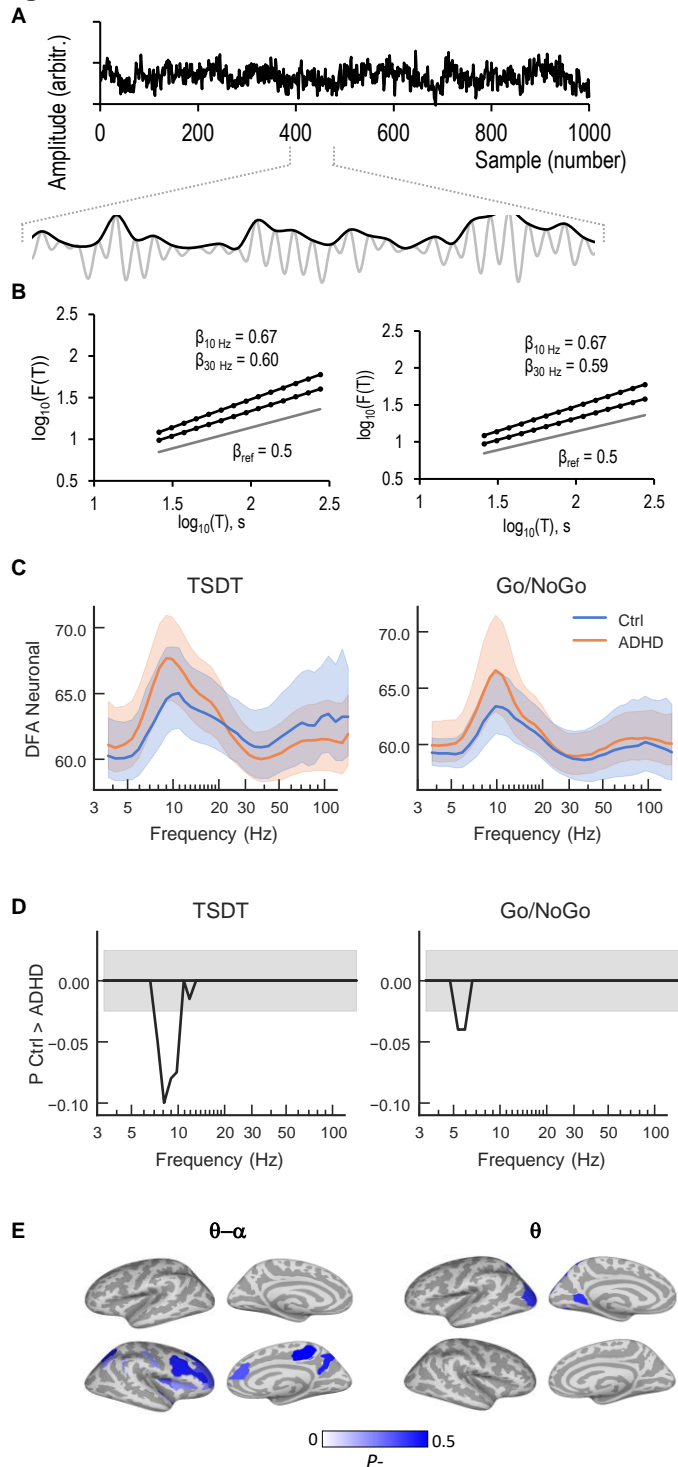 A
Amplitude (arbitr.)
0 200 400 600 800 1000
Sample (number)
B
2.5
2
1.5
1
0.5
log10(F(T))
β10 Hz = 0.67
β30 Hz = 0.60
βref = 0.5
1 1.5 2 2.5
log10(T), s
2.5
2
1.5
1
0.5
log10(F(T))
β10 Hz = 0.67
β30 Hz = 0.59
βref = 0.5
1 1.5 2 2.5
log10(T), s
C
TSDT
70.0
65.0
60.0
DFA Neuronal
3 5 10 20 30 50 100
Frequency (Hz)
Go/NoGo
Ctrl
ADHD
70.0
65.0
60.0
3 5 10 20 30 50 100
Frequency (Hz)
D
TSDT
0.00
−0.05
−0.10
P Ctrl > ADHD
3 5 10 20 30 50 100
Frequency (Hz)
Go/NoGo
0.00
−0.05
−0.10
3 5 10 20 30 50 100
Frequency (Hz)
E
θ–α
θ
0 0.5
P-